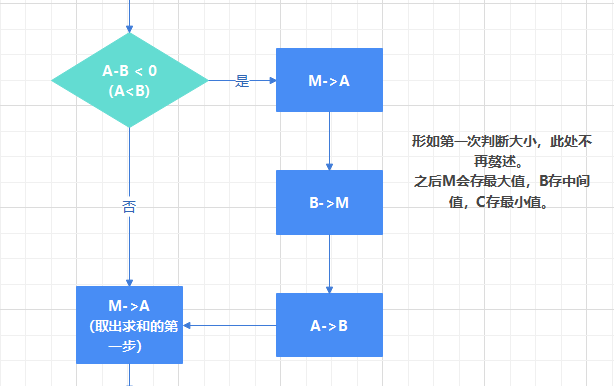 A-B < 0
(A<B)
是
M->A
形如第一次判断大小，此处不
再赘述。
之后M会存最大值，B存中间
值，C存最小值。
B->M
否
M->A
（取出求和的第
一步）
A->B